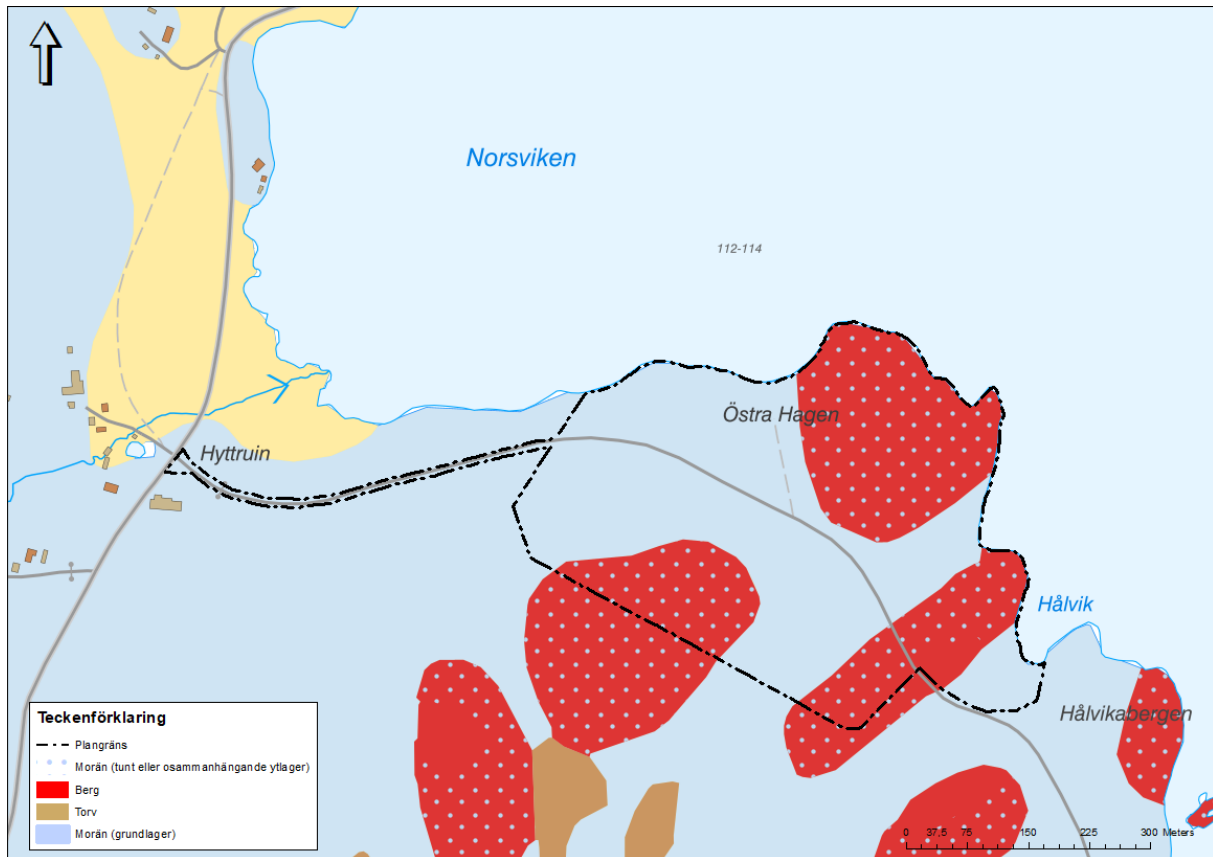 Norsviken
112-114
Östra Hagen
Hyttruin
Hålvik
Hålvikabergen
Teckenförklaring
Plangräns
Morän (tunt eller osammanhängande ytlager)
Berg
Torv
Morän (grundlager)
0 37,5 75 150 225 300 Meters